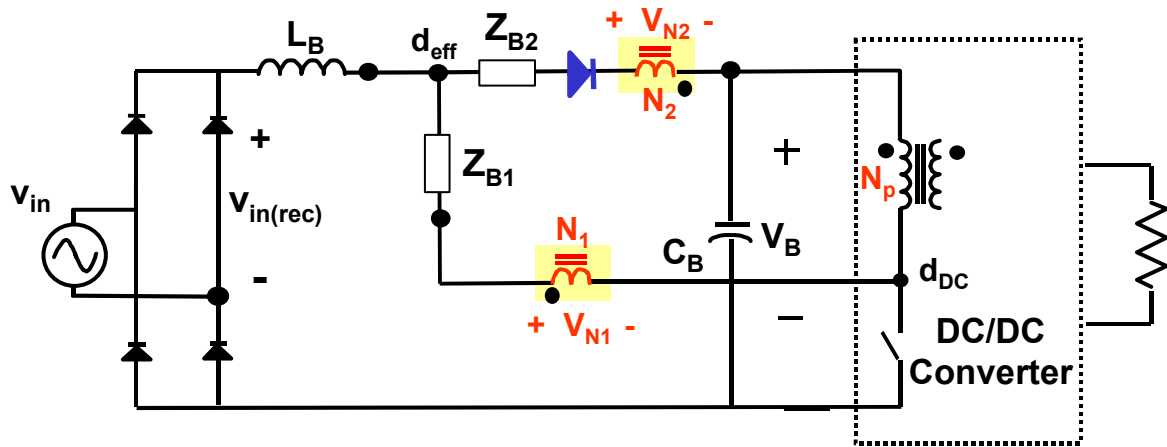 L_B
d_eff
Z_B2
+ V_N2 -
N_2
Z_B1
v_in
+
v_in(rec)
-
N_1
+ V_N1 -
C_B
+
V_B
–
N_p
d_DC
DC/DC
Converter